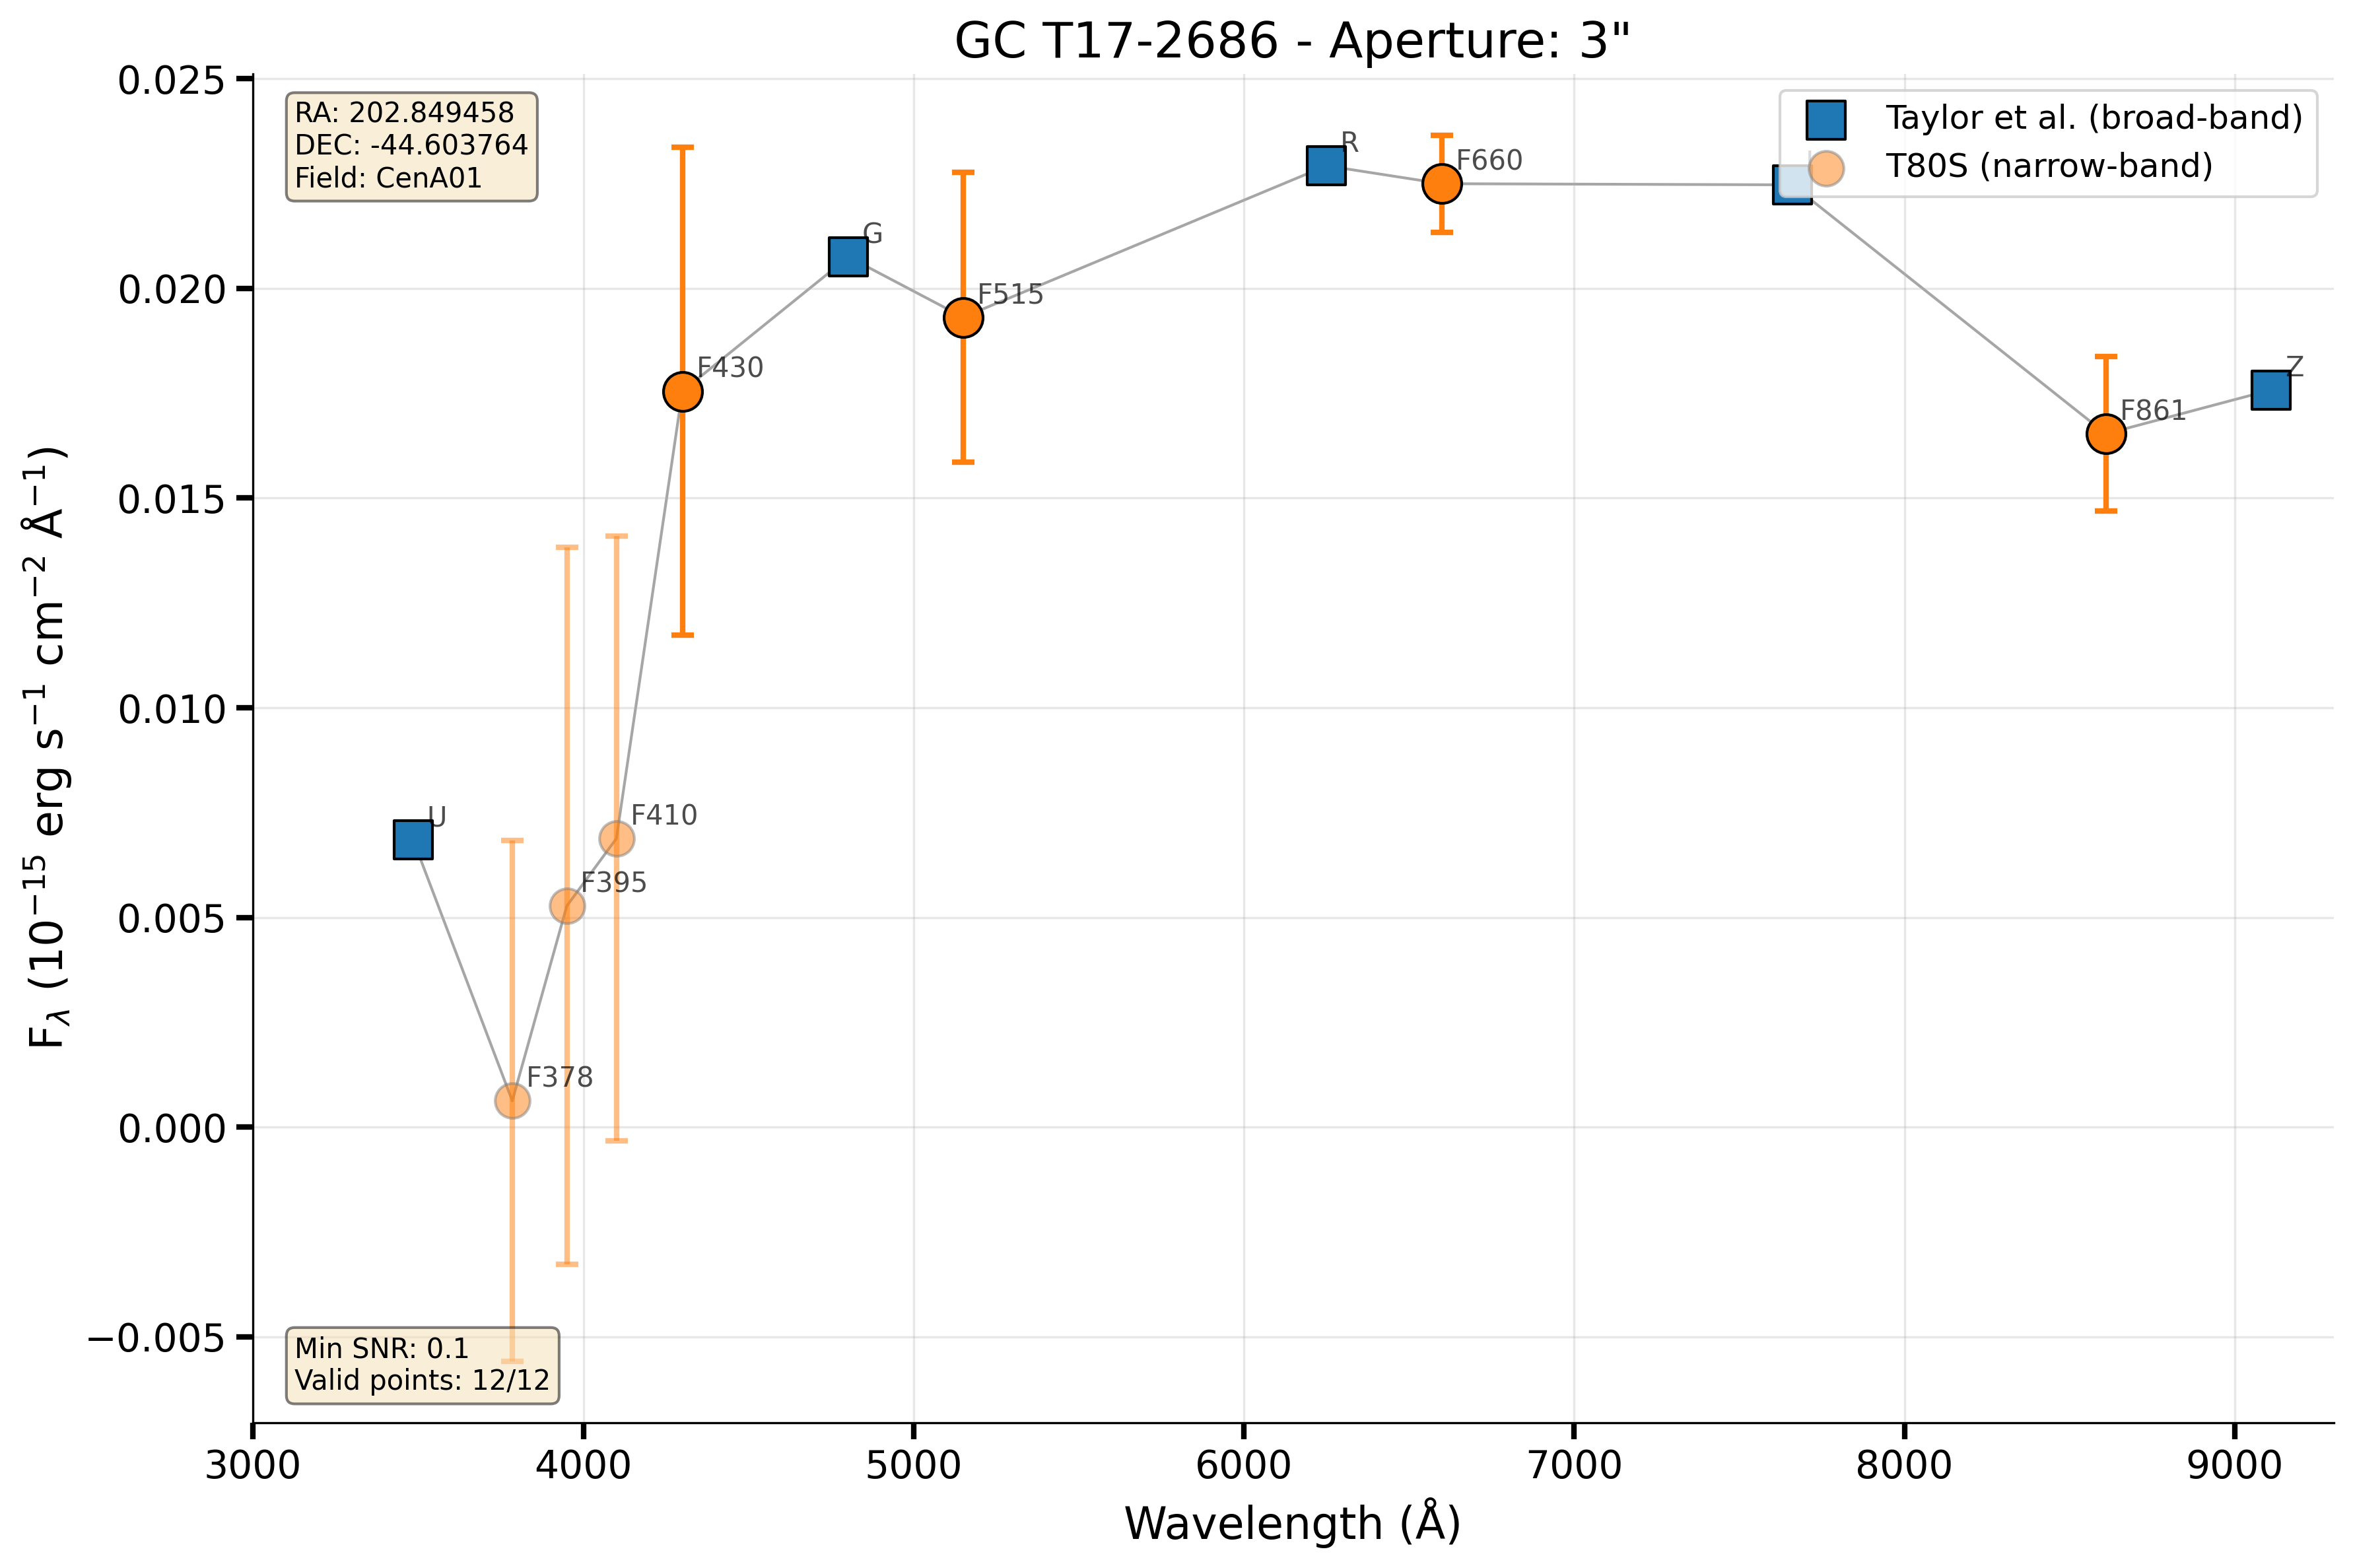 GC T17-2686 - Aperture: 3"
RA: 202.849458
DEC: -44.603764
Field: CenA01
Taylor et al. (broad-band)
T80S (narrow-band)
0.025
0.020
0.015
0.010
0.005
0.000
−0.005
F_λ (10⁻¹⁵ erg s⁻¹ cm⁻² Å⁻¹)
U
F378
F395
F410
F430
G
F515
R
F660
F861
Z
Min SNR: 0.1
Valid points: 12/12
3000 4000 5000 6000 7000 8000 9000
Wavelength (Å)